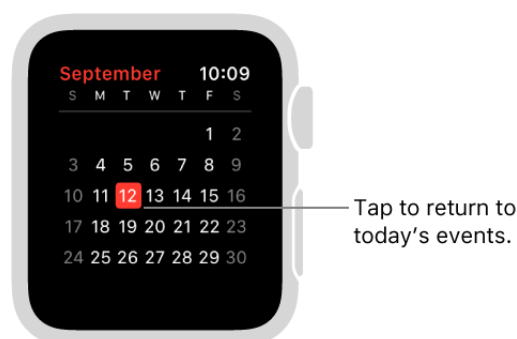 September 10:09
S M T W T F S
1 2
3 4 5 6 7 8 9
10 11 12 13 14 15 16
17 18 19 20 21 22 23
24 25 26 27 28 29 30
Tap to return to
today's events.